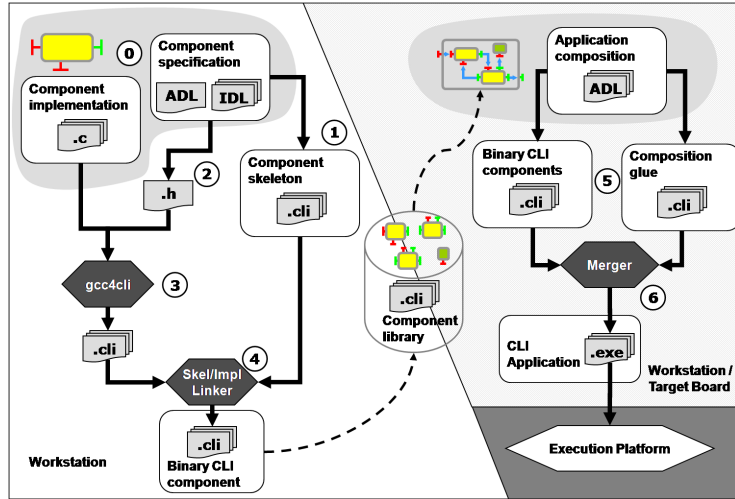 0
Component
specification
ADL
IDL
Component
implementation
.c
1
2
.h
Component
skeleton
.cli
gcc4cli
3
.cli
4
Skel/Impl
Linker
.cli
Binary CLI
component
Workstation
.cli
Component
library
Application
composition
ADL
Binary CLI
components
.cli
5
Composition
glue
.cli
Merger
6
CLI
Application
.exe
Workstation /
Target Board
Execution Platform